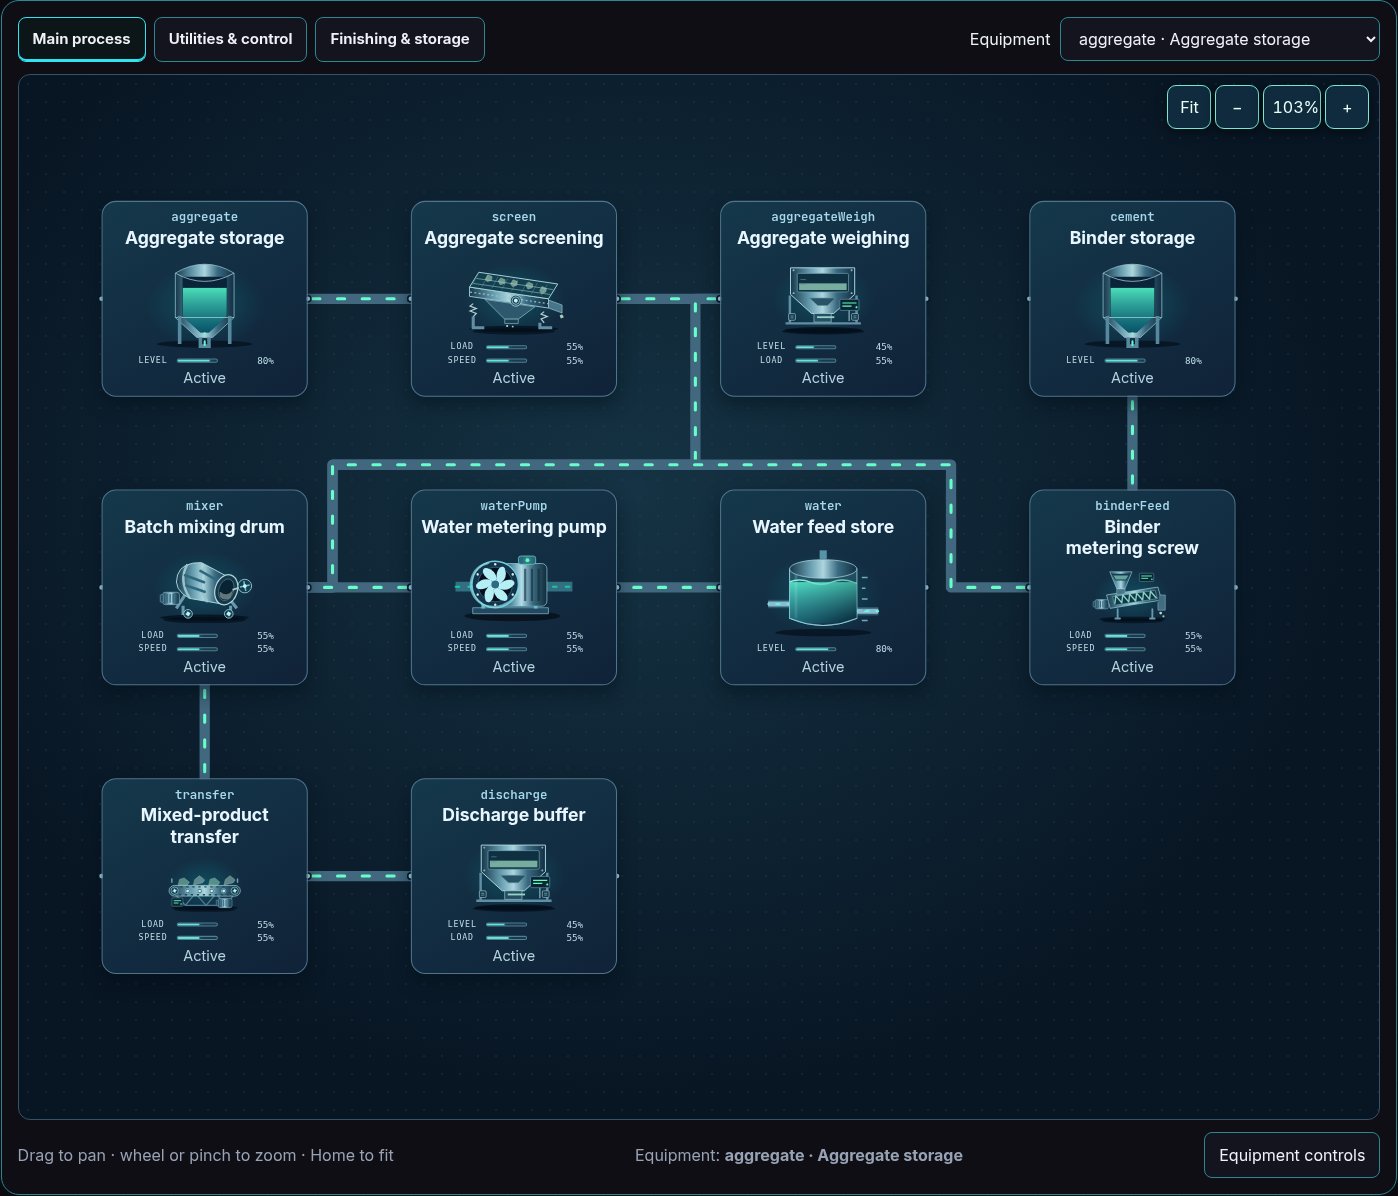 Main process
Utilities & control
Finishing & storage
Equipment
aggregate · Aggregate storage
Fit
−
103%
+
aggregate
Aggregate storage
LEVEL 80%
Active
screen
Aggregate screening
LOAD 55%
SPEED 55%
Active
aggregateWeigh
Aggregate weighing
LEVEL 45%
LOAD 55%
Active
cement
Binder storage
LEVEL 80%
Active
mixer
Batch mixing drum
LOAD 55%
SPEED 55%
Active
waterPump
Water metering pump
LOAD 55%
SPEED 55%
Active
water
Water feed store
LEVEL 80%
Active
binderFeed
Binder
metering screw
LOAD 55%
SPEED 55%
Active
transfer
Mixed-product
transfer
LOAD 55%
SPEED 55%
Active
discharge
Discharge buffer
LEVEL 45%
LOAD 55%
Active
Drag to pan · wheel or pinch to zoom · Home to fit
Equipment: aggregate · Aggregate storage
Equipment controls